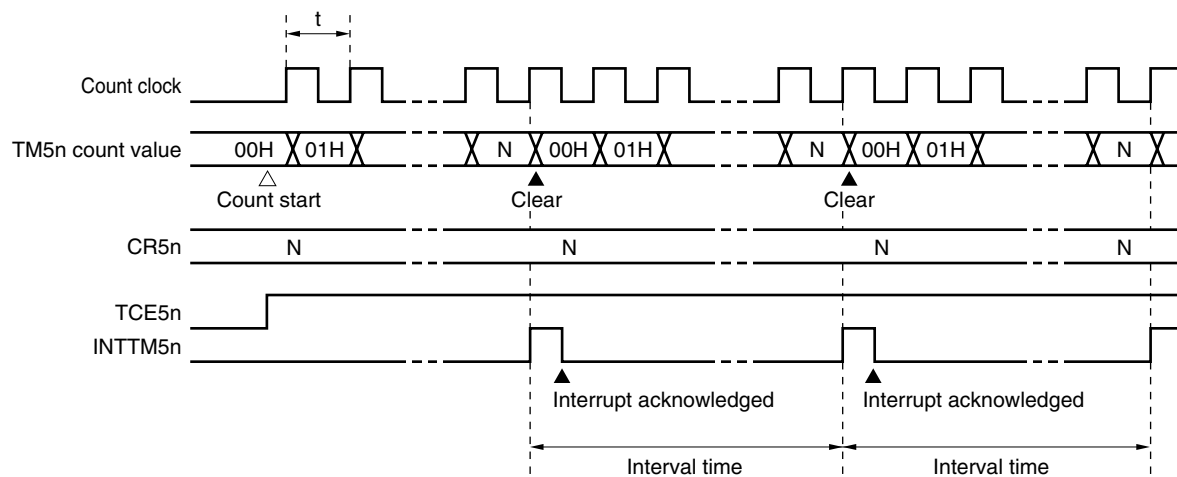 t
Count clock
TM5n count value 00H 01H N 00H 01H N 00H 01H N
Count start Clear Clear
CR5n N N N N
TCE5n
INTTM5n
Interrupt acknowledged Interrupt acknowledged
Interval time Interval time